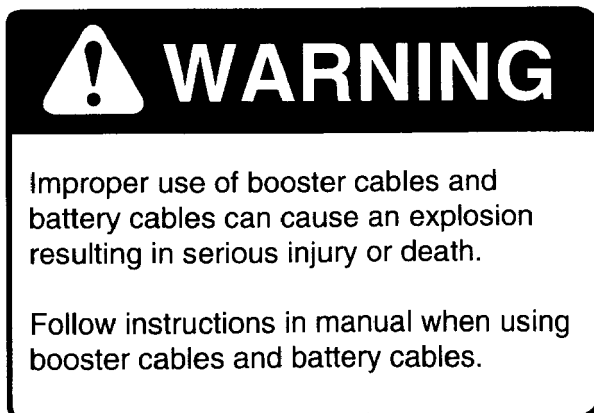 WARNING
Improper use of booster cables and
battery cables can cause an explosion
resulting in serious injury or death.
Follow instructions in manual when using
booster cables and battery cables.